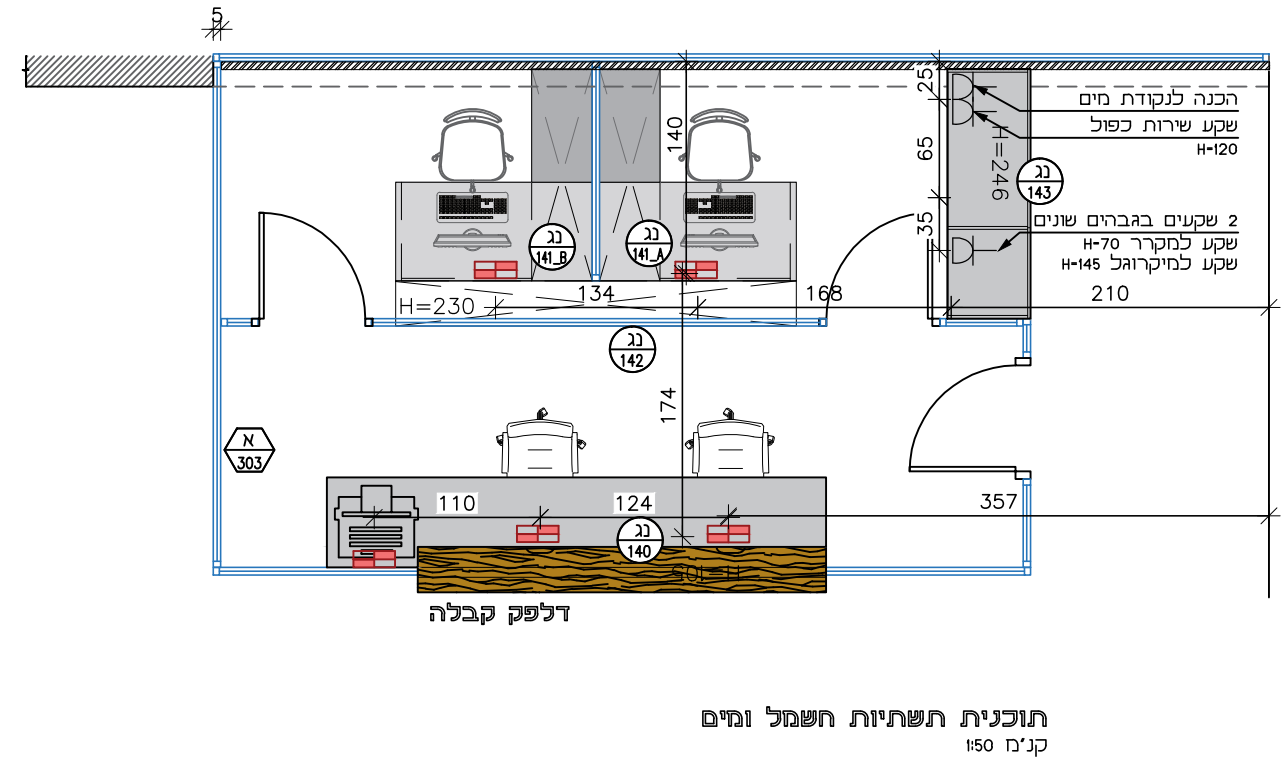 5
25
140
65
35
H=246
הכנה לנקודת מים
שקע שירות כפול
H=120
נג
143
2 שקעים בגבהים שונים
שקע למקרר H=70
שקע למיקרוגל H=145
נג
141_B
נג
141_A
H=230
134
168
210
נג
142
174
א
303
110
124
357
נג
140
H=105
דלפק קבלה
תוכנית תשתיות חשמל ומים
קנ'מ 1:50